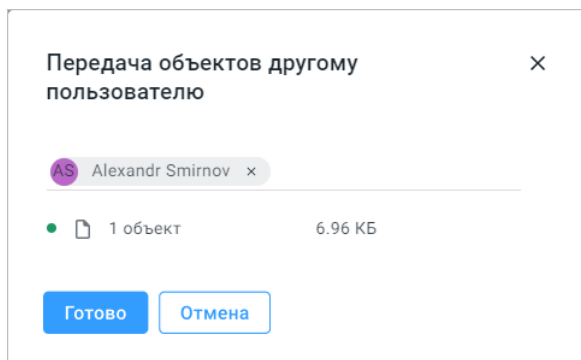 Передача объектов другому
пользователю
AS Alexandr Smirnov
1 объект 6.96 КБ
Готово Отмена